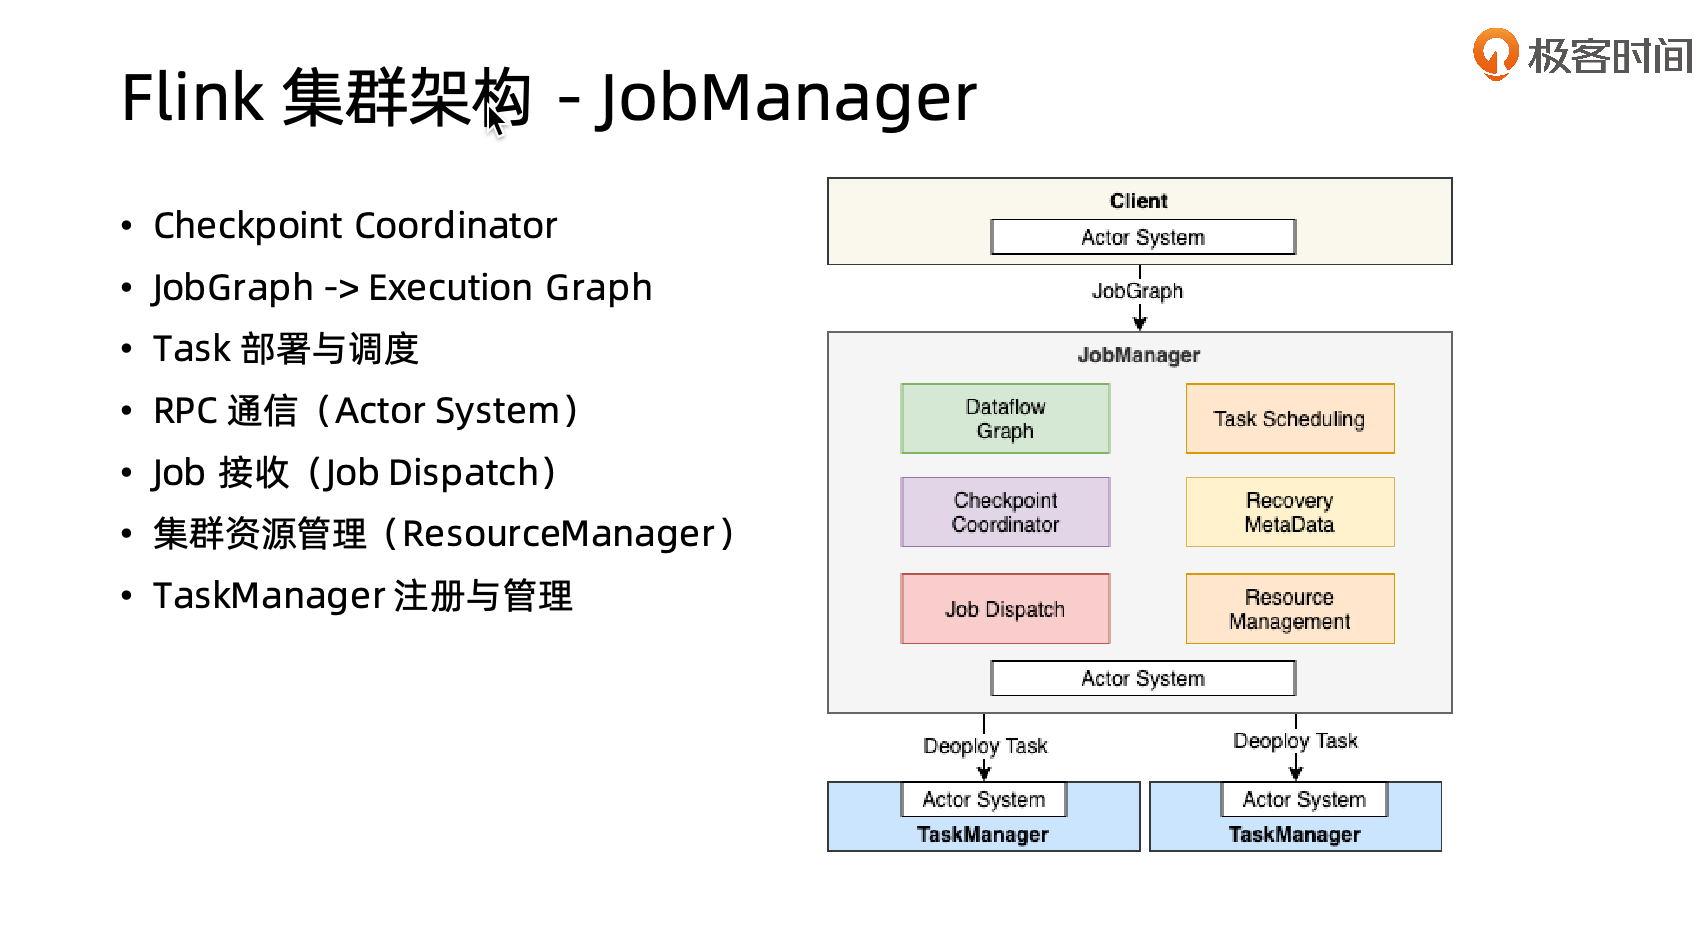 极客时间
Flink 集群架构 - JobManager
• Checkpoint Coordinator
• JobGraph -> Execution Graph
• Task 部署与调度
• RPC 通信（Actor System）
• Job 接收（Job Dispatch）
• 集群资源管理（ResourceManager）
• TaskManager 注册与管理
Client
Actor System
JobGraph
JobManager
Dataflow
Graph
Task Scheduling
Checkpoint
Coordinator
Recovery
MetaData
Job Dispatch
Resource
Management
Actor System
Deoploy Task
Deoploy Task
Actor System
TaskManager
Actor System
TaskManager